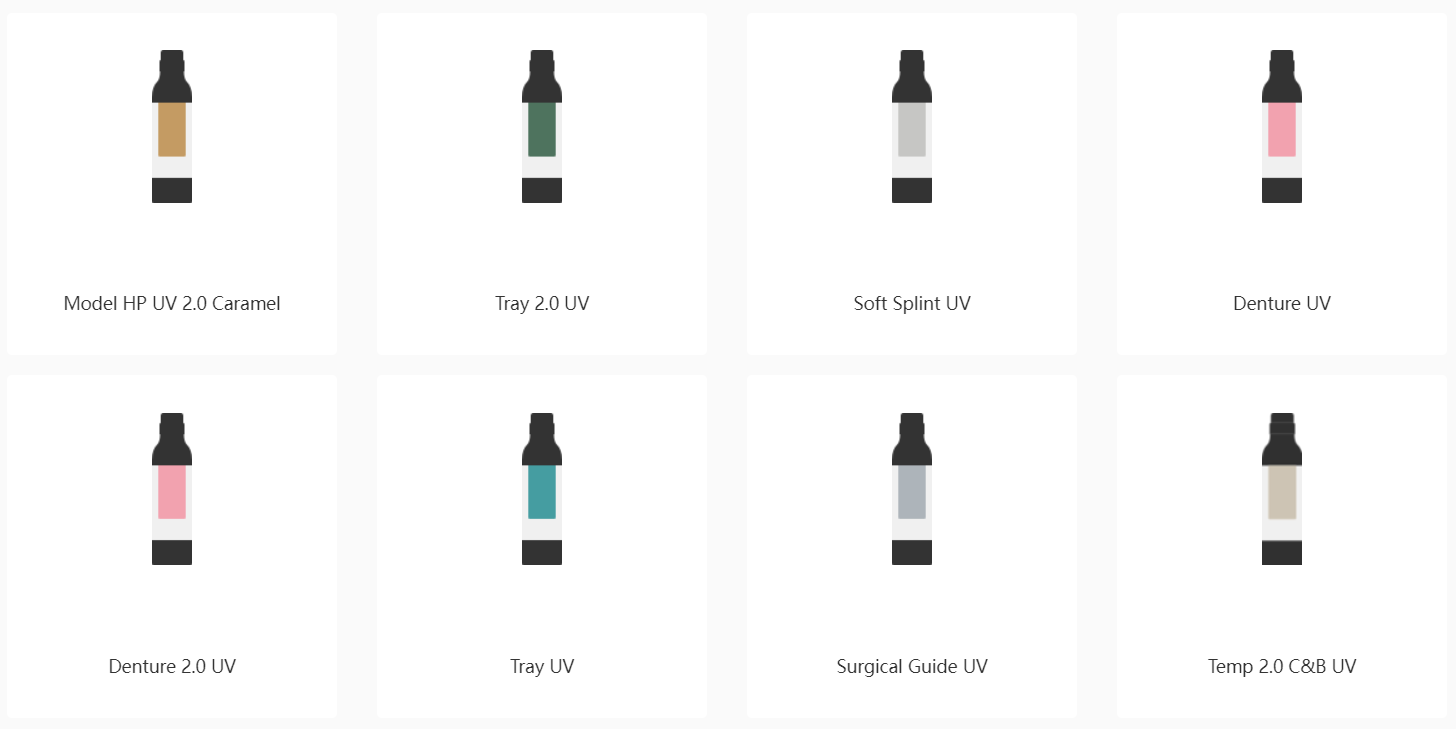 Model HP UV 2.0 Caramel
Tray 2.0 UV
Soft Splint UV
Denture UV
Denture 2.0 UV
Tray UV
Surgical Guide UV
Temp 2.0 C&B UV